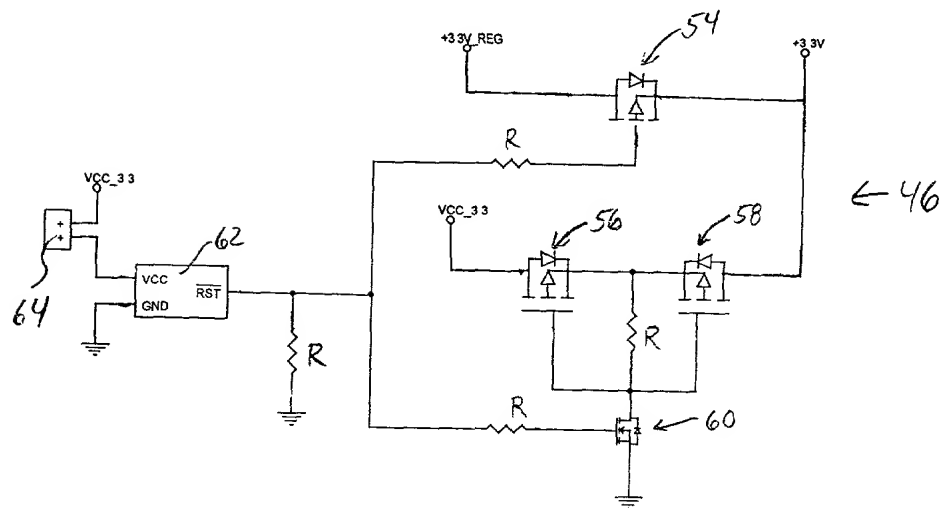 54
+3 3V_REG
+3 3V
R
VCC_3 3
46
VCC_3 3
56
58
62
VCC
RST
GND
64
R
R
R
60